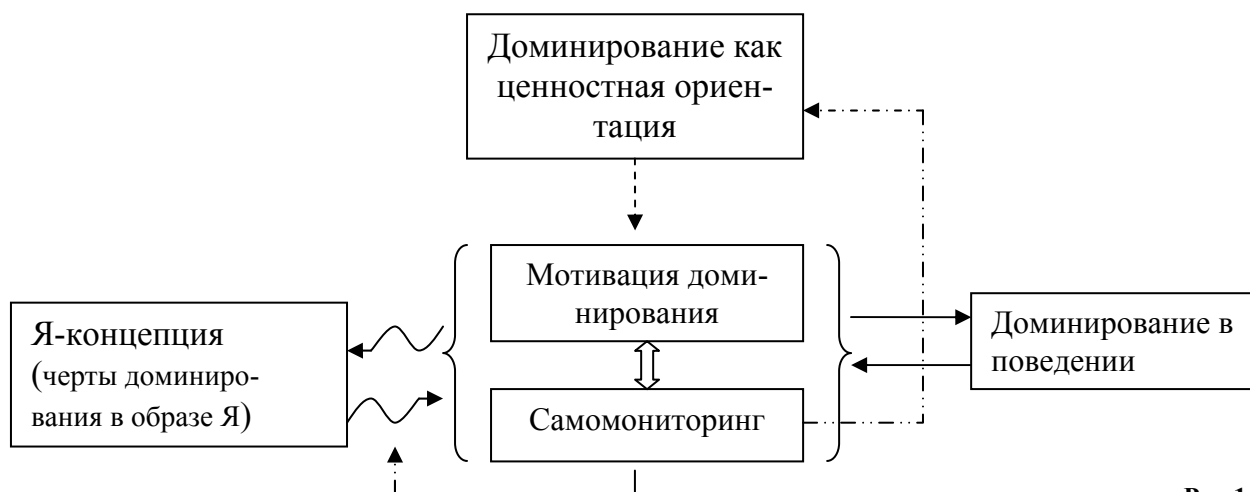 Доминирование как
ценностная ориен-
тация
Мотивация доми-
нирования
Я-концепция
(черты доминиро-
вания в образе Я)
Доминирование в
поведении
Самомониторинг